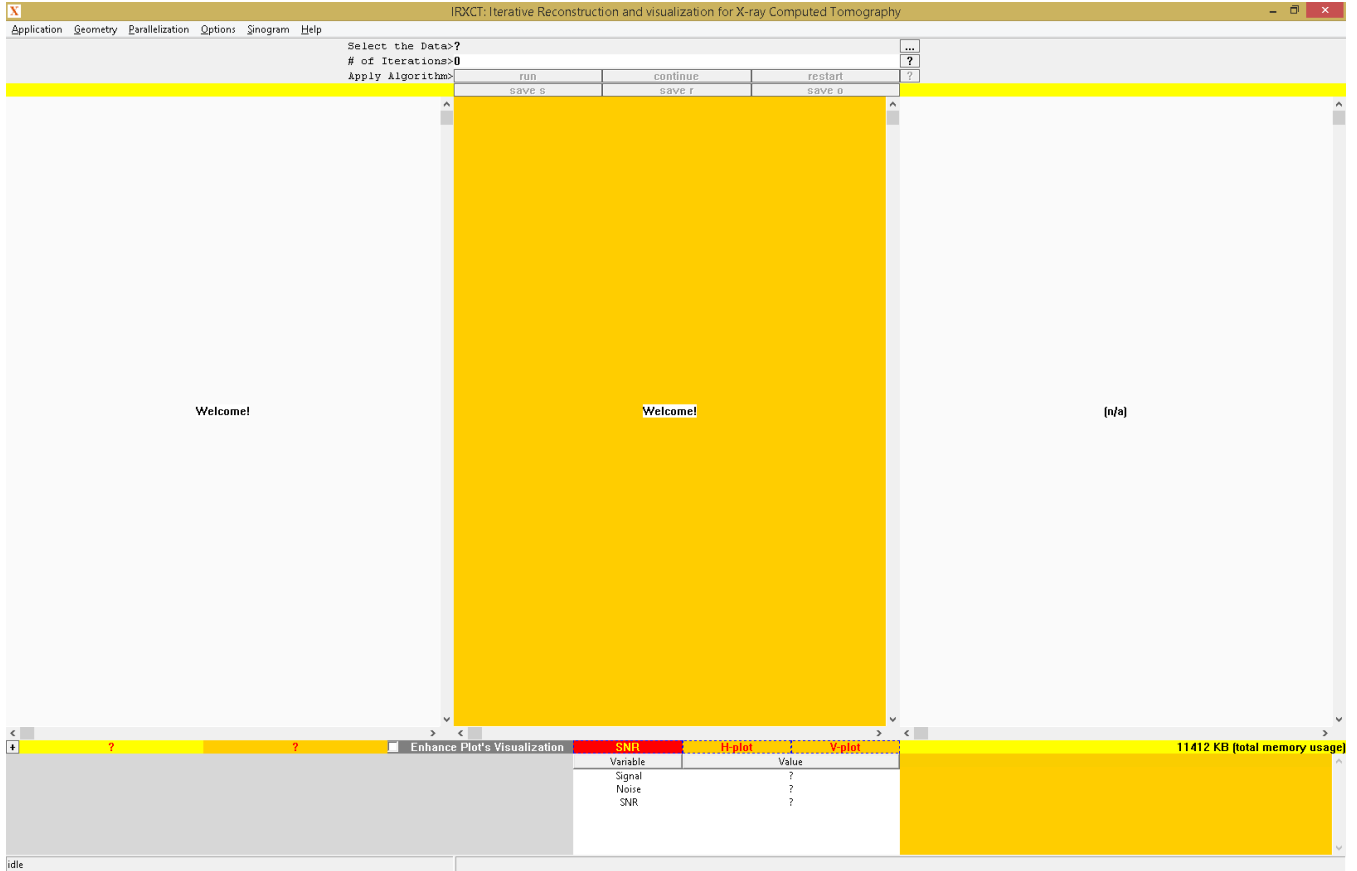 X IRXCT: Iterative Reconstruction and visualization for X-ray Computed Tomography
Application Geometry Parallelization Options Sinogram Help
Select the Data>? ...
# of Iterations>0 ?
Apply Algorithm> run continue restart ?
save s save r save o
Welcome! Welcome! (n/a)
+ ? ? Enhance Plot's Visualization SNR H-plot V-plot 11412 KB (total memory usage)
Variable Value
Signal ?
Noise ?
SNR ?
idle